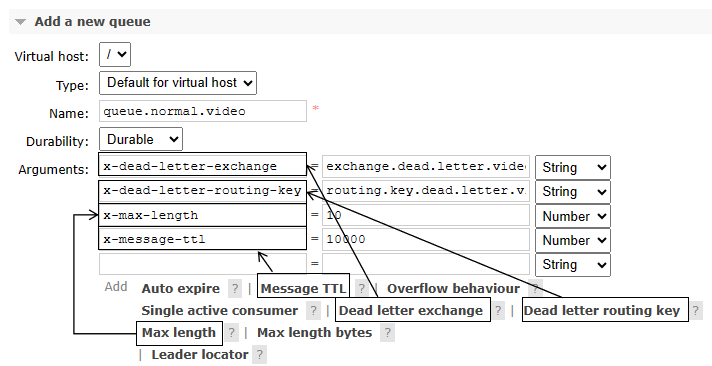 Add a new queue
Virtual host: /
Type: Default for virtual host
Name: queue.normal.video *
Durability: Durable
Arguments: x-dead-letter-exchange = exchange.dead.letter.vide String
x-dead-letter-routing-key = routing.key.dead.letter.v String
x-max-length = 10 Number
x-message-ttl = 10000 Number
= String
Add Auto expire ? | Message TTL ? | Overflow behaviour ?
Single active consumer ? | Dead letter exchange ? | Dead letter routing key ?
Max length ? | Max length bytes ?
| Leader locator ?